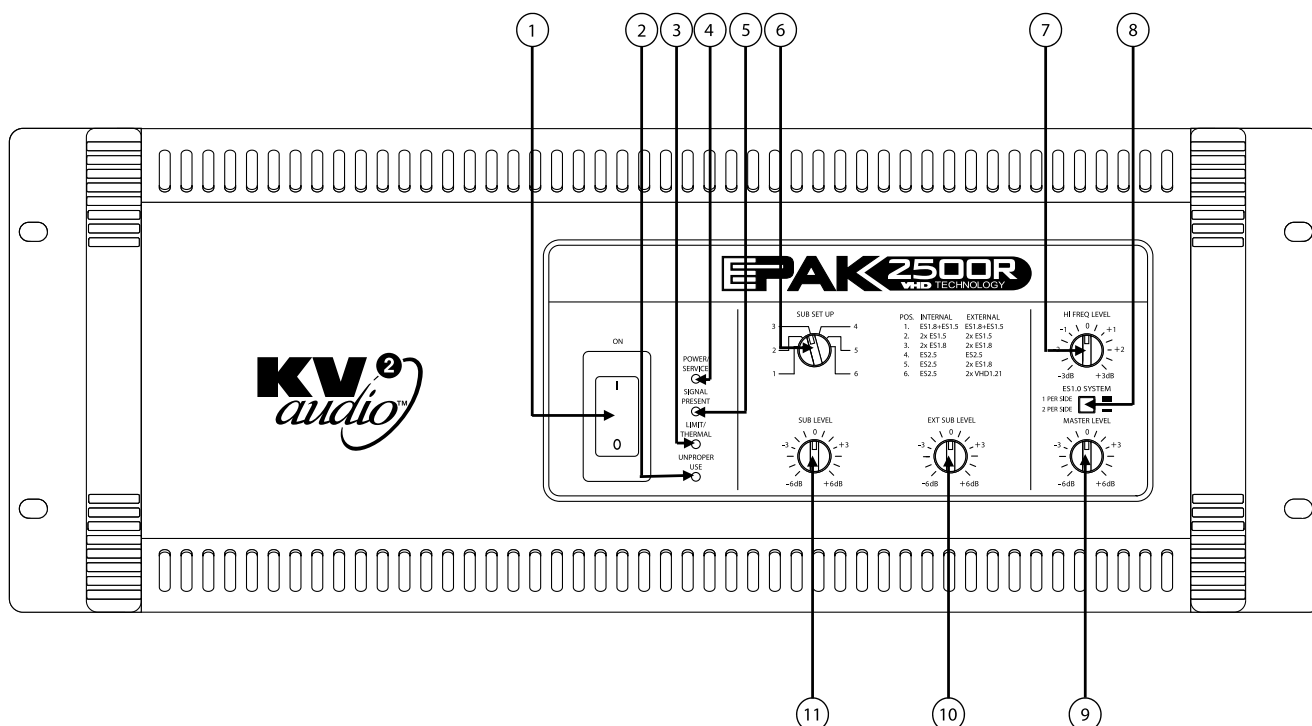 1 2 3 4 5 6 7 8
EPAK 2500R
VHD TECHNOLOGY
KV2
audio™
ON
I
0
POWER/
SERVICE
SIGNAL
PRESENT
LIMIT/
THERMAL
UNPROPER
USE
SUB SET UP
3 4
2 5
1 6
POS. INTERNAL EXTERNAL
1. ES1.8+ES1.5 ES1.8+ES1.5
2. 2x ES1.5 2x ES1.5
3. 2x ES1.8 2x ES1.8
4. ES2.5 ES2.5
5. ES2.5 2x ES1.8
6. ES2.5 2x VHD1.21
HI FREQ LEVEL
-1 0 +1
-2 +2
-3dB +3dB
ES1.0 SYSTEM
1 PER SIDE
2 PER SIDE
SUB LEVEL
0
-3 +3
-6dB +6dB
EXT SUB LEVEL
0
-3 +3
-6dB +6dB
MASTER LEVEL
0
-3 +3
-6dB +6dB
11 10 9